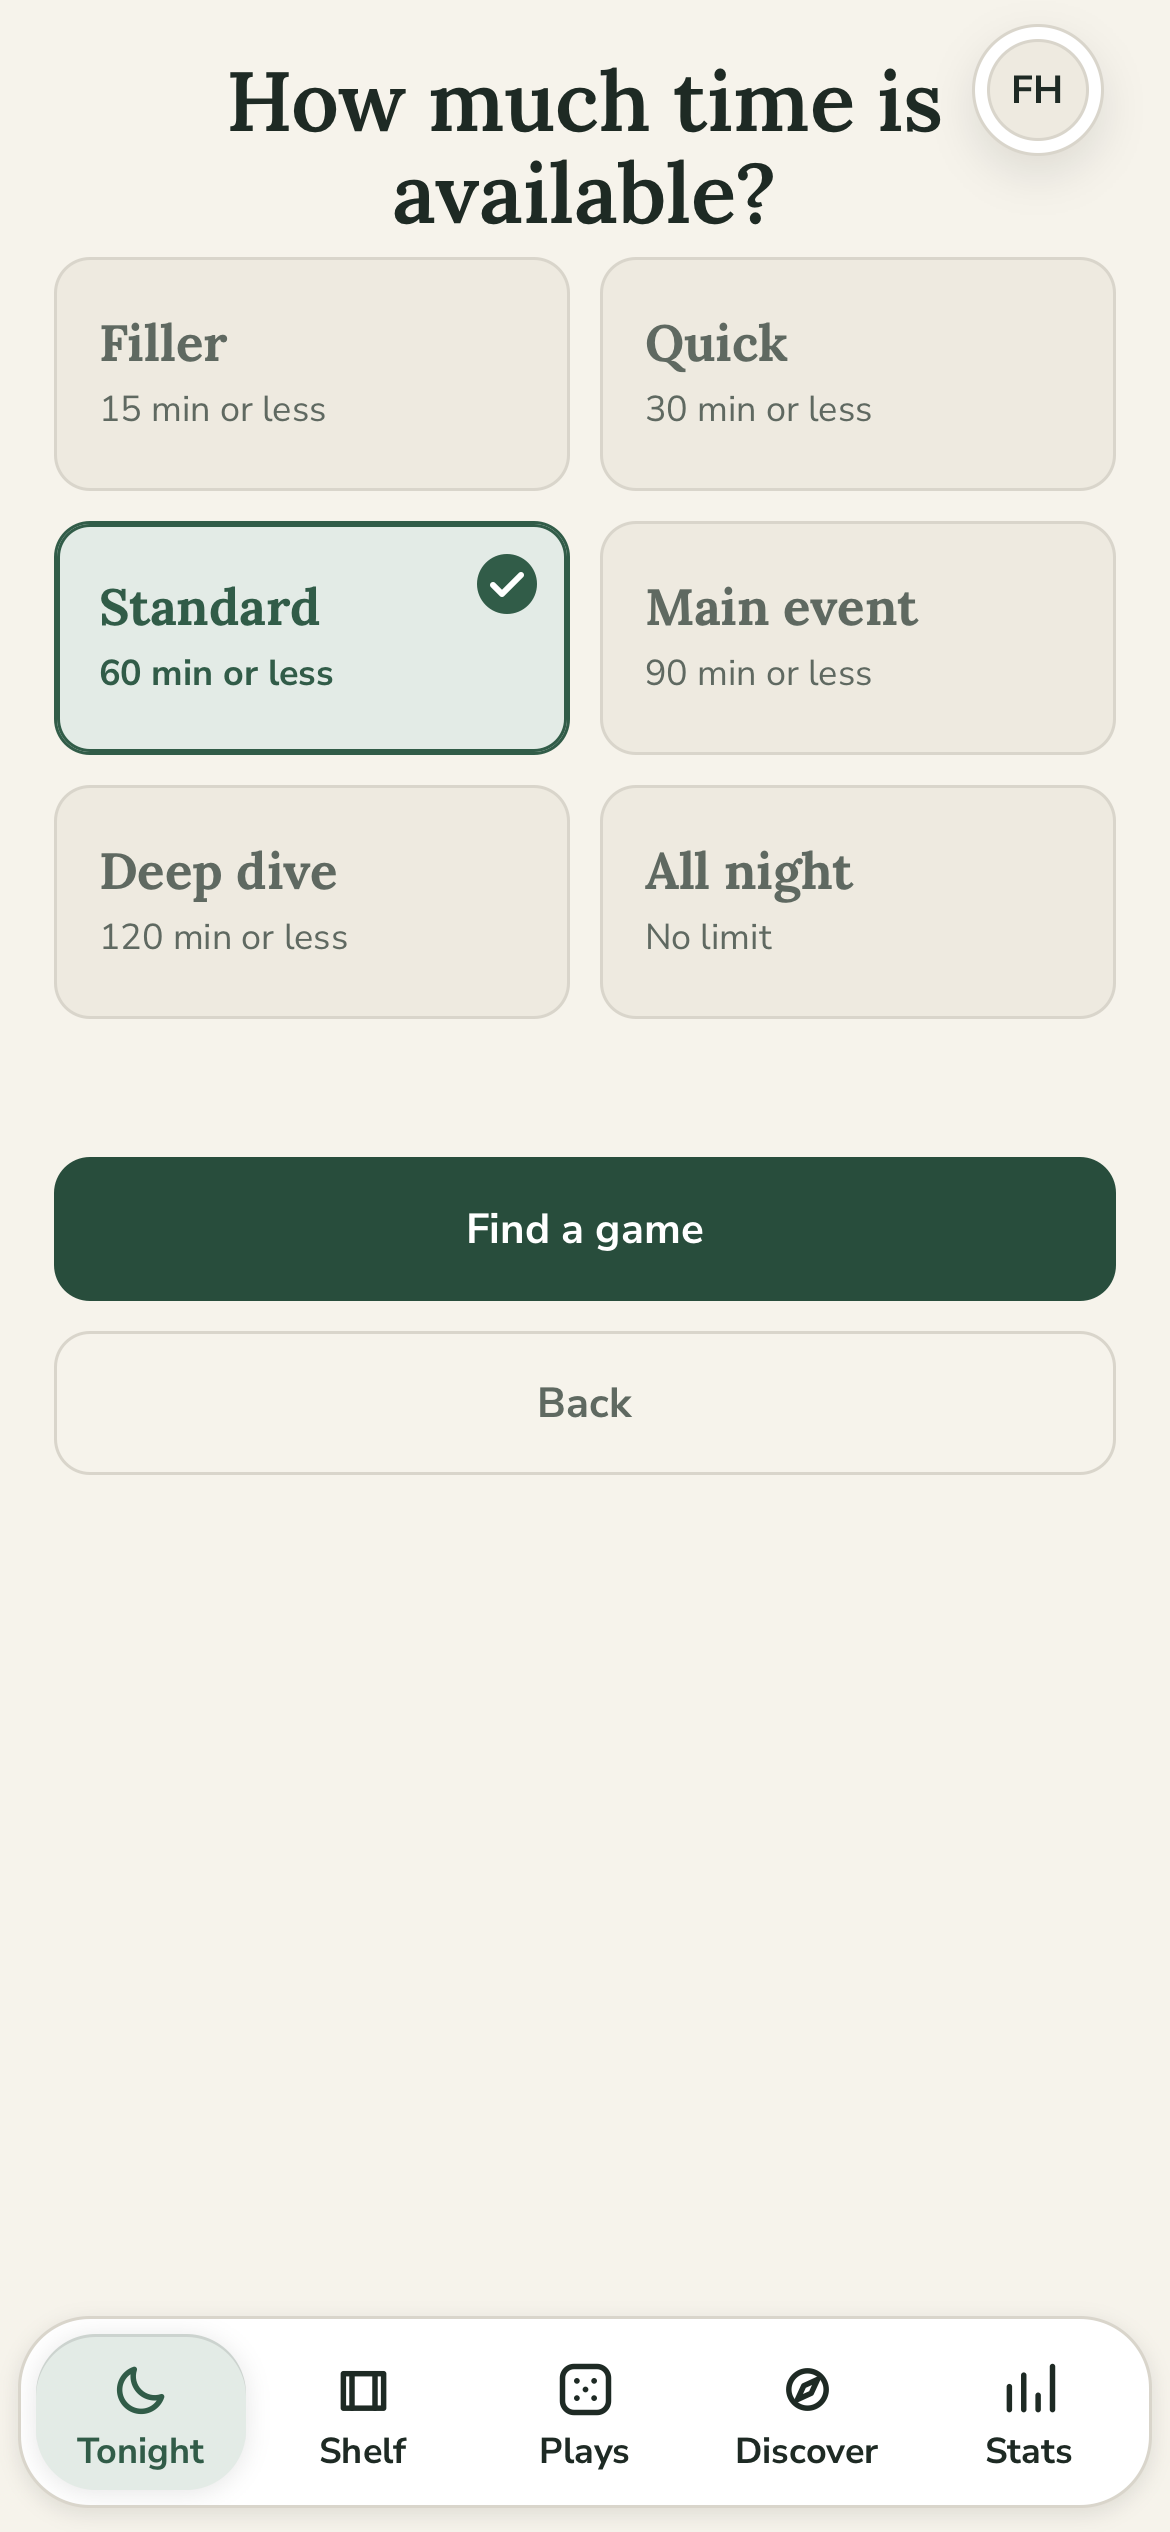 How much time is
available?
FH
Filler
15 min or less
Quick
30 min or less
Standard
60 min or less
Main event
90 min or less
Deep dive
120 min or less
All night
No limit
Find a game
Back
Tonight
Shelf
Plays
Discover
Stats